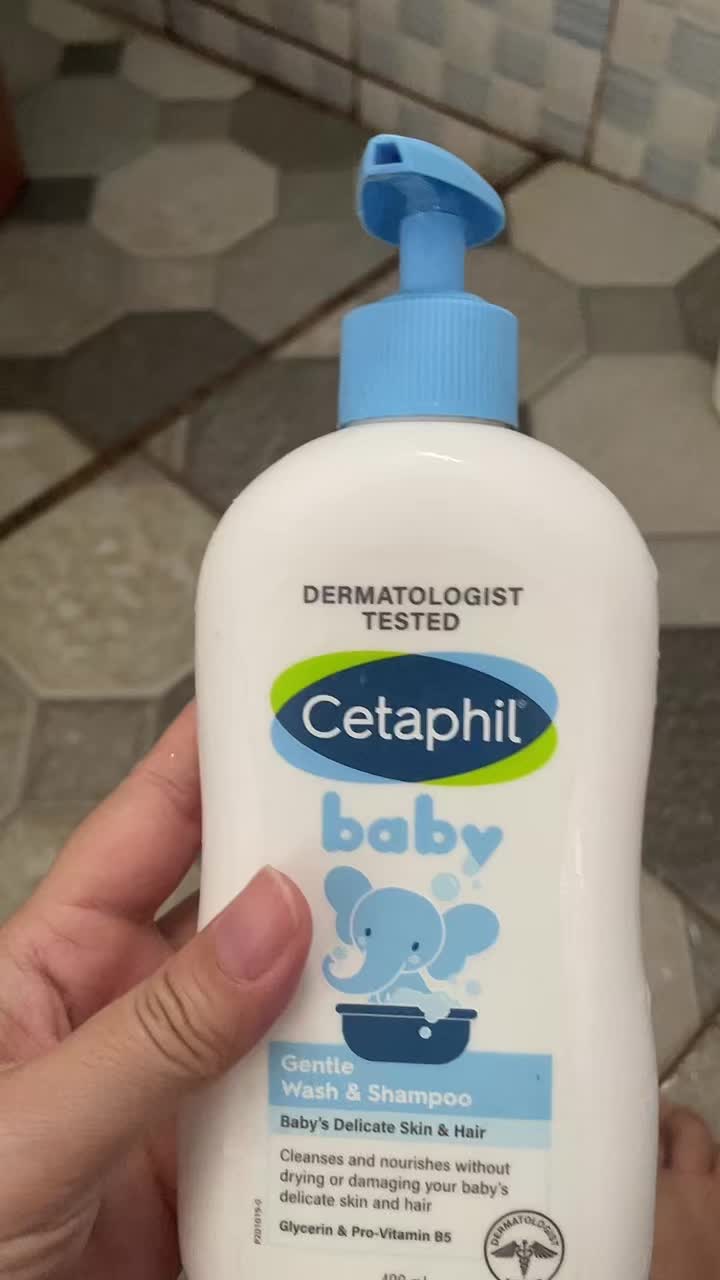 DERMATOLOGIST
TESTED
Cetaphil®
baby
Gentle
Wash & Shampoo
Baby's Delicate Skin & Hair
Cleanses and nourishes without
drying or damaging your baby's
delicate skin and hair
Glycerin & Pro-Vitamin B5
DERMATOLOGIST